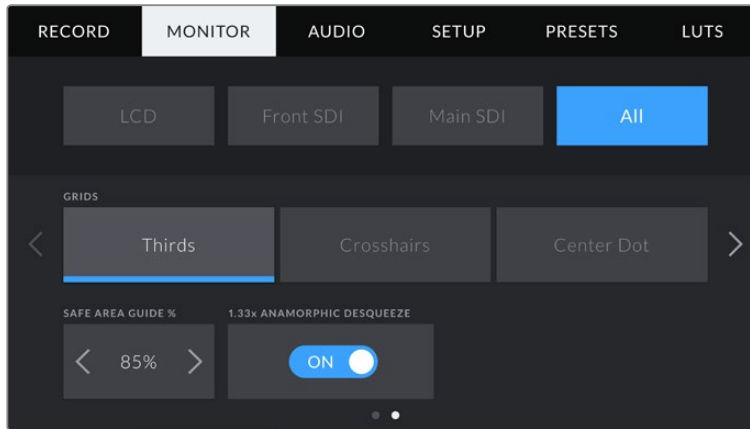 RECORD MONITOR AUDIO SETUP PRESETS LUTS
LCD Front SDI Main SDI All
GRIDS
Thirds Crosshairs Center Dot
SAFE AREA GUIDE % 1.33x ANAMORPHIC DESQUEEZE
85% ON